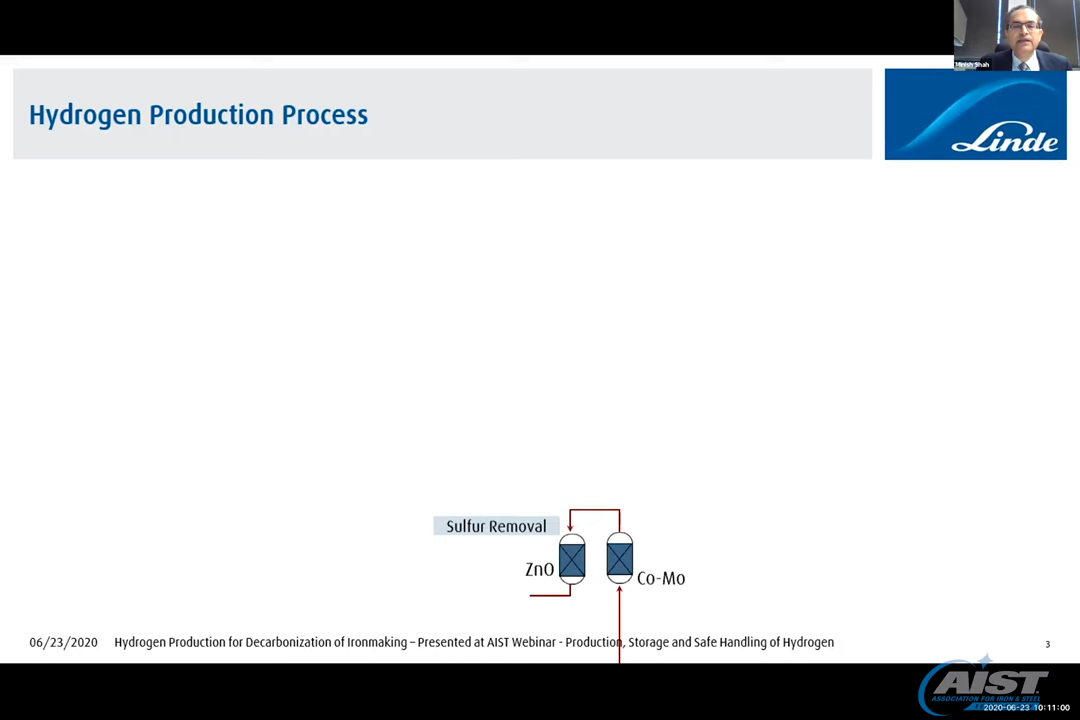 Minish Shah
Hydrogen Production Process
Linde
Sulfur Removal
ZnO
Co-Mo
06/23/2020 Hydrogen Production for Decarbonization of Ironmaking – Presented at AIST Webinar - Production, Storage and Safe Handling of Hydrogen 3
AIST
ASSOCIATION FOR IRON & STEEL
2020-06-23 10:11:00